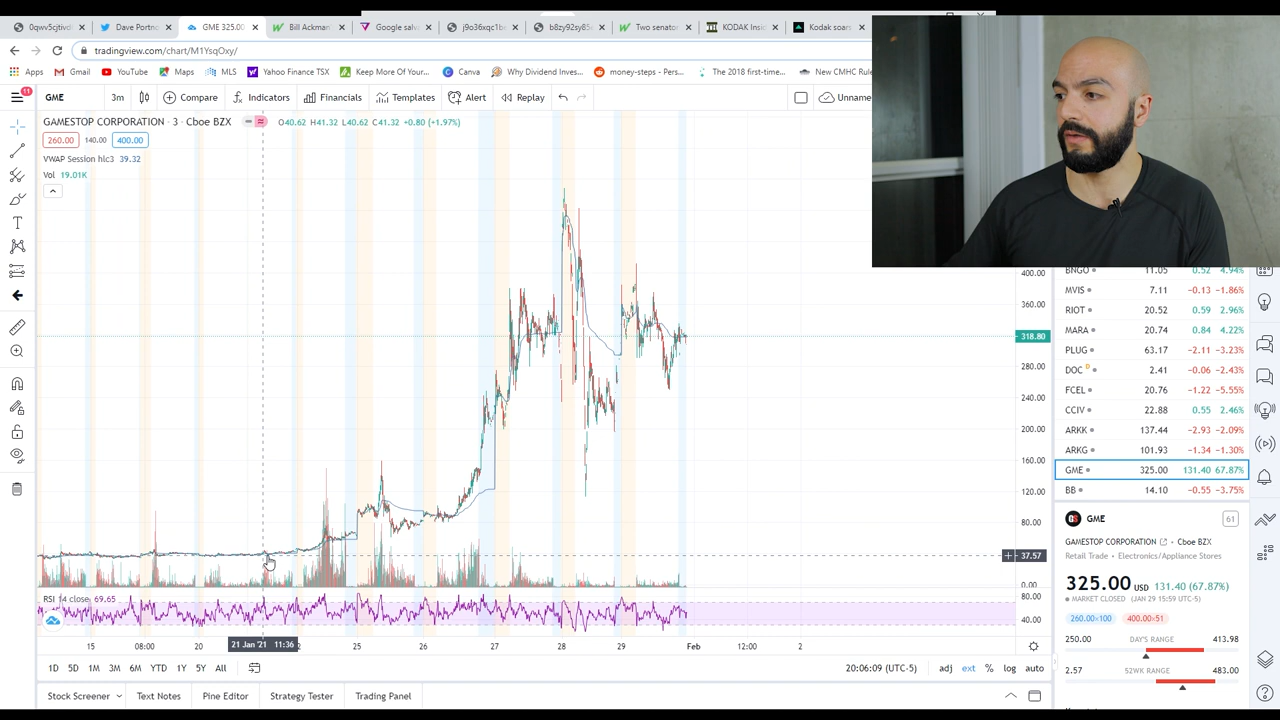 0qwv5cjtivd
Dave Portno
GME 325.00
Bill Ackman
Google salva
j9o36xqc1b
b8zy92sy85
Two senator
KODAK Insid
Kodak soars
tradingview.com/chart/M1YsqOxy/
Apps Gmail YouTube Maps MLS Yahoo Finance TSX Keep More Of Your... Canva Why Dividend Inves... money-steps - Pers... The 2018 first-time... New CMHC Rule
11
GME 3m Compare Indicators Financials Templates Alert Replay Unname
GAMESTOP CORPORATION · 3 · Cboe BZX O40.62 H41.32 L40.62 C41.32 +0.80 (+1.97%)
260.00 140.00 400.00
VWAP Session hlc3 39.32
Vol 19.01K
400.00
360.00
318.80
280.00
240.00
200.00
160.00
120.00
80.00
37.57
0.00
RSI 14 close 69.65
80.00
40.00
15 08:00 20 21 Jan '21 11:36 25 26 27 28 29 Feb 12:00 2
1D 5D 1M 3M 6M YTD 1Y 5Y All 20:06:09 (UTC-5) adj ext % log auto
Stock Screener Text Notes Pine Editor Strategy Tester Trading Panel
BNGO 11.05 0.52 4.94%
MVIS 7.11 −0.13 −1.86%
RIOT 20.52 0.59 2.96%
MARA 20.74 0.84 4.22%
PLUG 63.17 −2.11 −3.23%
DOC D 2.41 −0.06 −2.43%
FCEL 20.76 −1.22 −5.55%
CCIV 22.88 0.55 2.46%
ARKK 137.44 −2.93 −2.09%
ARKG 101.93 −1.34 −1.30%
GME 325.00 131.40 67.87%
BB 14.10 −0.55 −3.75%
GME 61
GAMESTOP CORPORATION · Cboe BZX
Retail Trade · Electronics/Appliance Stores
325.00 USD 131.40 (67.87%)
MARKET CLOSED (JAN 29 15:59 UTC-5)
260.00×100 400.00×51
250.00 DAY'S RANGE 413.98
2.57 52WK RANGE 483.00